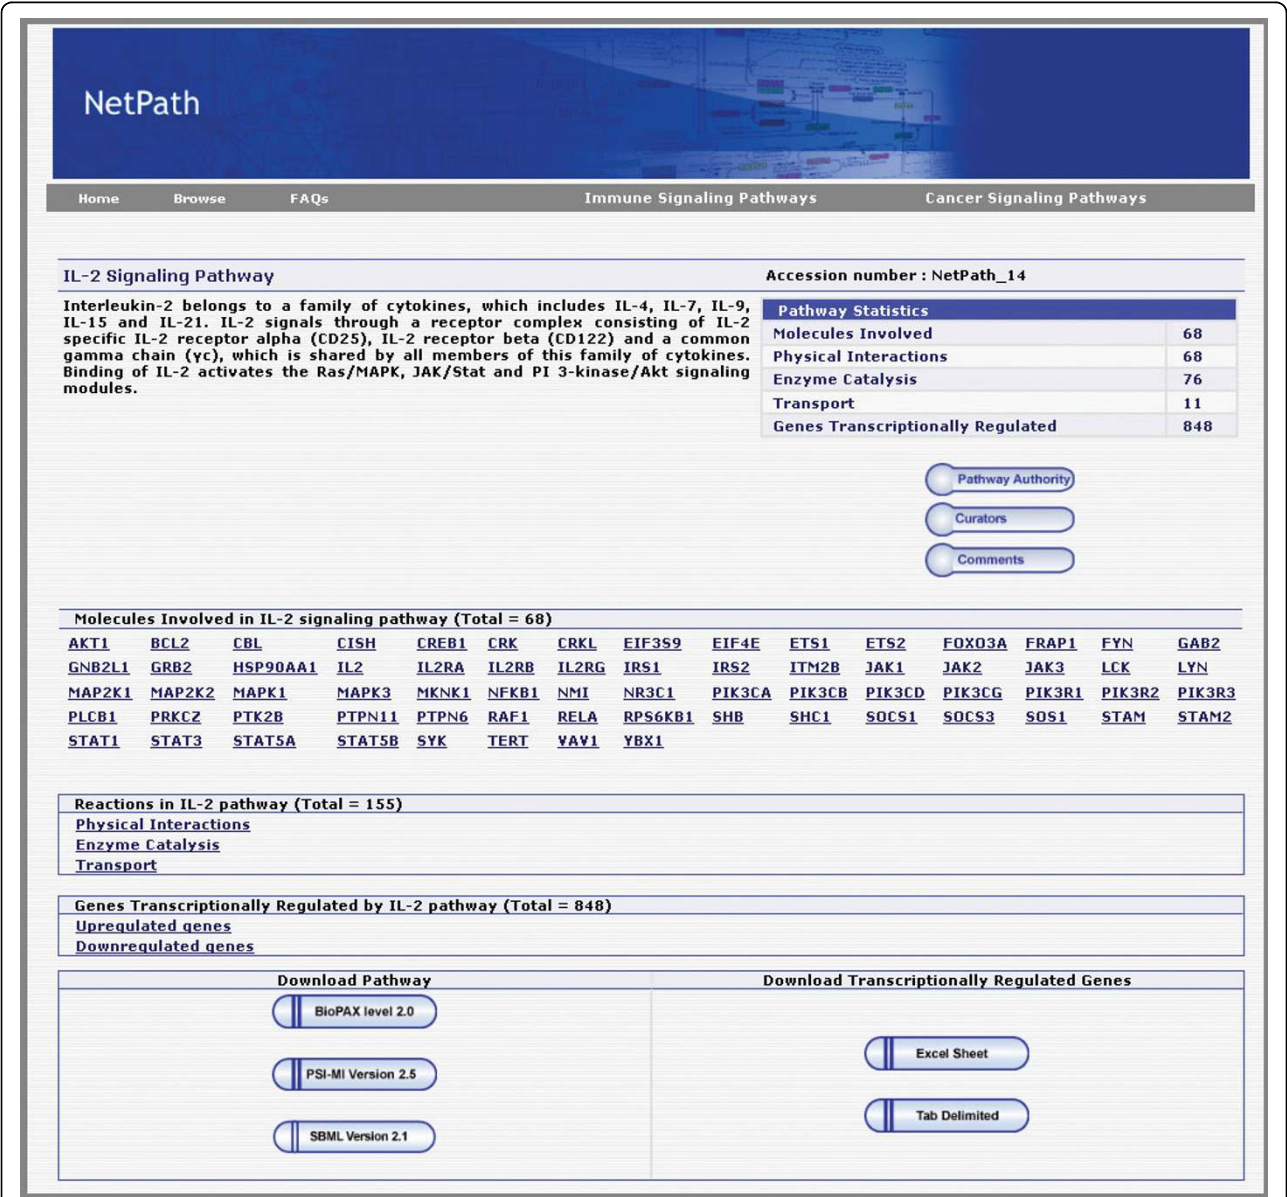 NetPath
Home Browse FAQs Immune Signaling Pathways Cancer Signaling Pathways
IL-2 Signaling Pathway
Accession number : NetPath_14
Interleukin-2 belongs to a family of cytokines, which includes IL-4, IL-7, IL-9,
IL-15 and IL-21. IL-2 signals through a receptor complex consisting of IL-2
specific IL-2 receptor alpha (CD25), IL-2 receptor beta (CD122) and a common
gamma chain (γc), which is shared by all members of this family of cytokines.
Binding of IL-2 activates the Ras/MAPK, JAK/Stat and PI 3-kinase/Akt signaling
modules.
Pathway Statistics
Molecules Involved 68
Physical Interactions 68
Enzyme Catalysis 76
Transport 11
Genes Transcriptionally Regulated 848
Pathway Authority
Curators
Comments
Molecules Involved in IL-2 signaling pathway (Total = 68)
AKT1 BCL2 CBL CISH CREB1 CRK CRKL EIF3S9 EIF4E ETS1 ETS2 FOXO3A FRAP1 FYN GAB2
GNB2L1 GRB2 HSP90AA1 IL2 IL2RA IL2RB IL2RG IRS1 IRS2 ITM2B JAK1 JAK2 JAK3 LCK LYN
MAP2K1 MAP2K2 MAPK1 MAPK3 MKNK1 NFKB1 NMI NR3C1 PIK3CA PIK3CB PIK3CD PIK3CG PIK3R1 PIK3R2 PIK3R3
PLCB1 PRKCZ PTK2B PTPN11 PTPN6 RAF1 RELA RPS6KB1 SHB SHC1 SOCS1 SOCS3 SOS1 STAM STAM2
STAT1 STAT3 STAT5A STAT5B SYK TERT VAV1 YBX1
Reactions in IL-2 pathway (Total = 155)
Physical Interactions
Enzyme Catalysis
Transport
Genes Transcriptionally Regulated by IL-2 pathway (Total = 848)
Upregulated genes
Downregulated genes
Download Pathway
BioPAX level 2.0
PSI-MI Version 2.5
SBML Version 2.1
Download Transcriptionally Regulated Genes
Excel Sheet
Tab Delimited